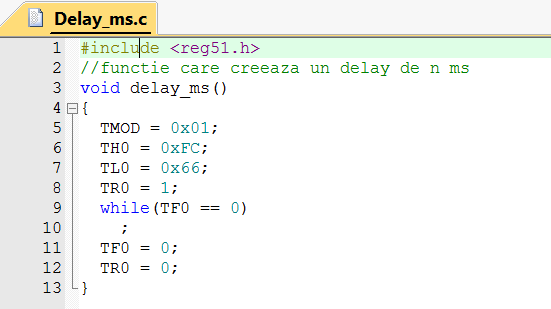 Delay_ms.c
1 #include <reg51.h>
2 //functie care creeaza un delay de n ms
3 void delay_ms()
4 {
5   TMOD = 0x01;
6   TH0 = 0xFC;
7   TL0 = 0x66;
8   TR0 = 1;
9   while(TF0 == 0)
10     ;
11   TF0 = 0;
12   TR0 = 0;
13 }